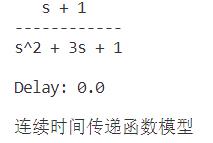 s + 1
------------
s^2 + 3s + 1
Delay: 0.0
连续时间传递函数模型